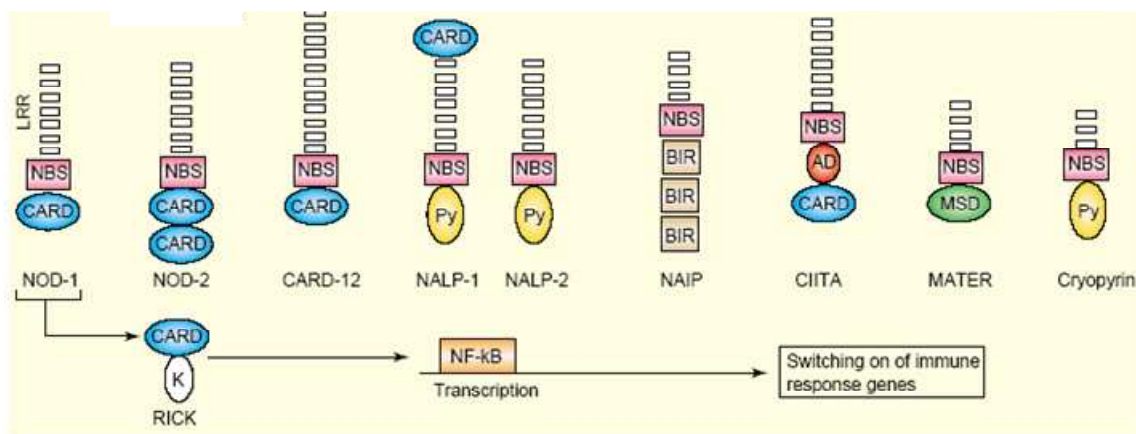 LRR
NBS
CARD
NOD-1
NBS
CARD
CARD
NOD-2
NBS
CARD
CARD-12
CARD
NBS
Py
NALP-1
NBS
Py
NALP-2
NBS
BIR
BIR
BIR
NAIP
NBS
AD
CARD
CIITA
NBS
MSD
MATER
NBS
Py
Cryopyrin
CARD
K
RICK
NF-kB
Transcription
Switching on of immune
response genes